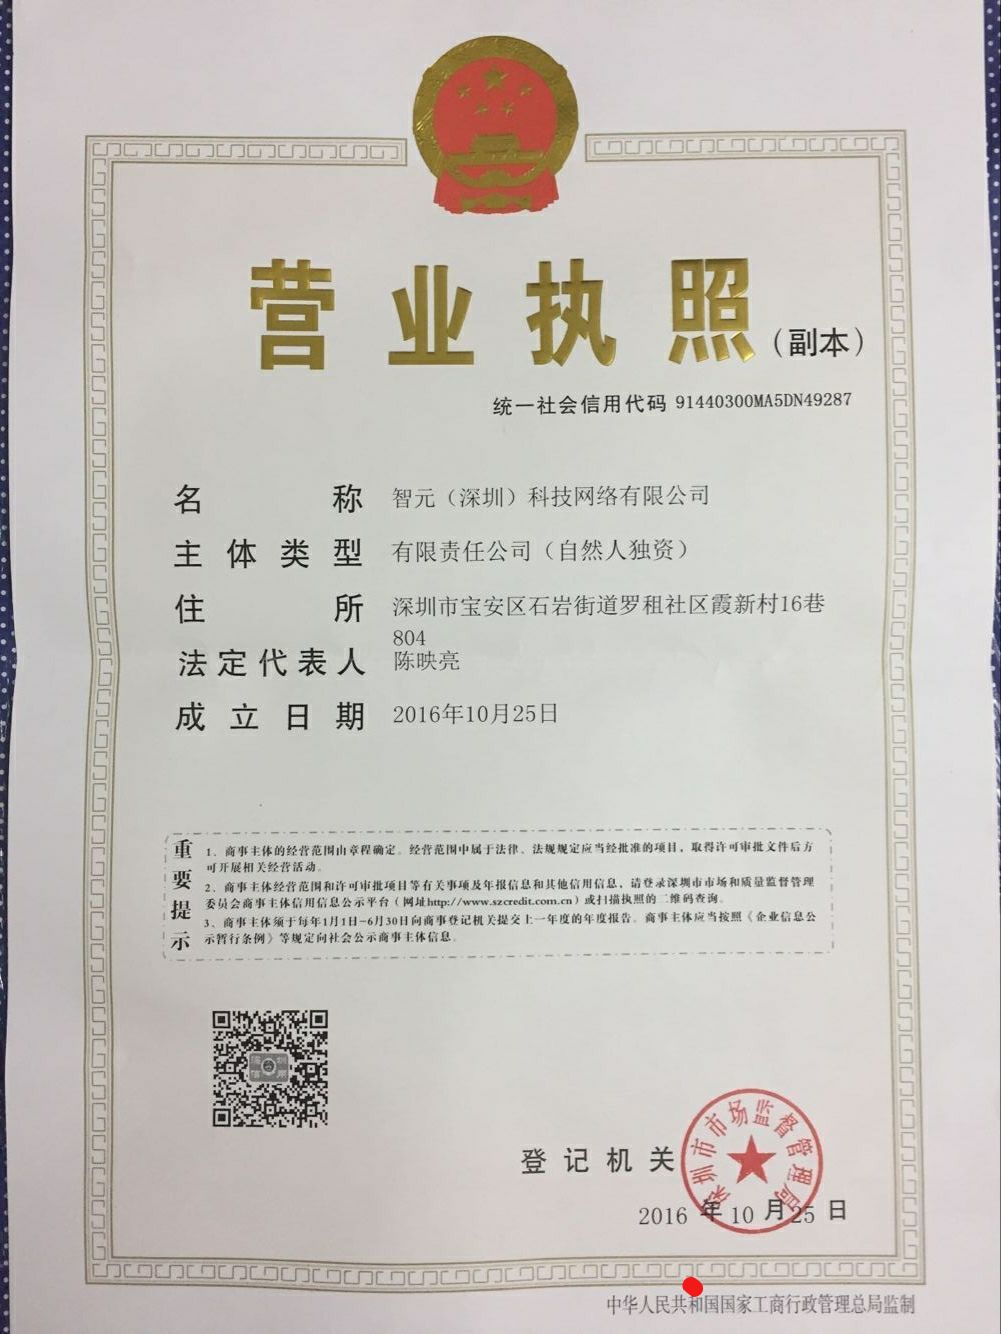 营业执照(副本)
统一社会信用代码 91440300MA5DN49287
名称 智元（深圳）科技网络有限公司
主体类型 有限责任公司（自然人独资）
住所 深圳市宝安区石岩街道罗租社区霞新村16巷
804
法定代表人 陈映亮
成立日期 2016年10月25日
重要提示
1、商事主体的经营范围由章程确定。经营范围中属于法律、法规规定应当经批准的项目，取得许可审批文件后方
可开展相关经营活动。
2、商事主体经营范围和许可审批项目等有关事项及年报信息和其他信用信息，请登录深圳市市场和质量监督管理
委员会商事主体信用信息公示平台（网址http://www.szcredit.com.cn）或扫描执照的二维码查询。
3、商事主体须于每年1月1日-6月30日向商事登记机关提交上一年度的年度报告。商事主体应当按照《企业信息公
示暂行条例》等规定向社会公示商事主体信息。
深圳信用
登记机关
深圳市市场监督管理局
2016 年 10 月 25 日
中华人民共和国国家工商行政管理总局监制